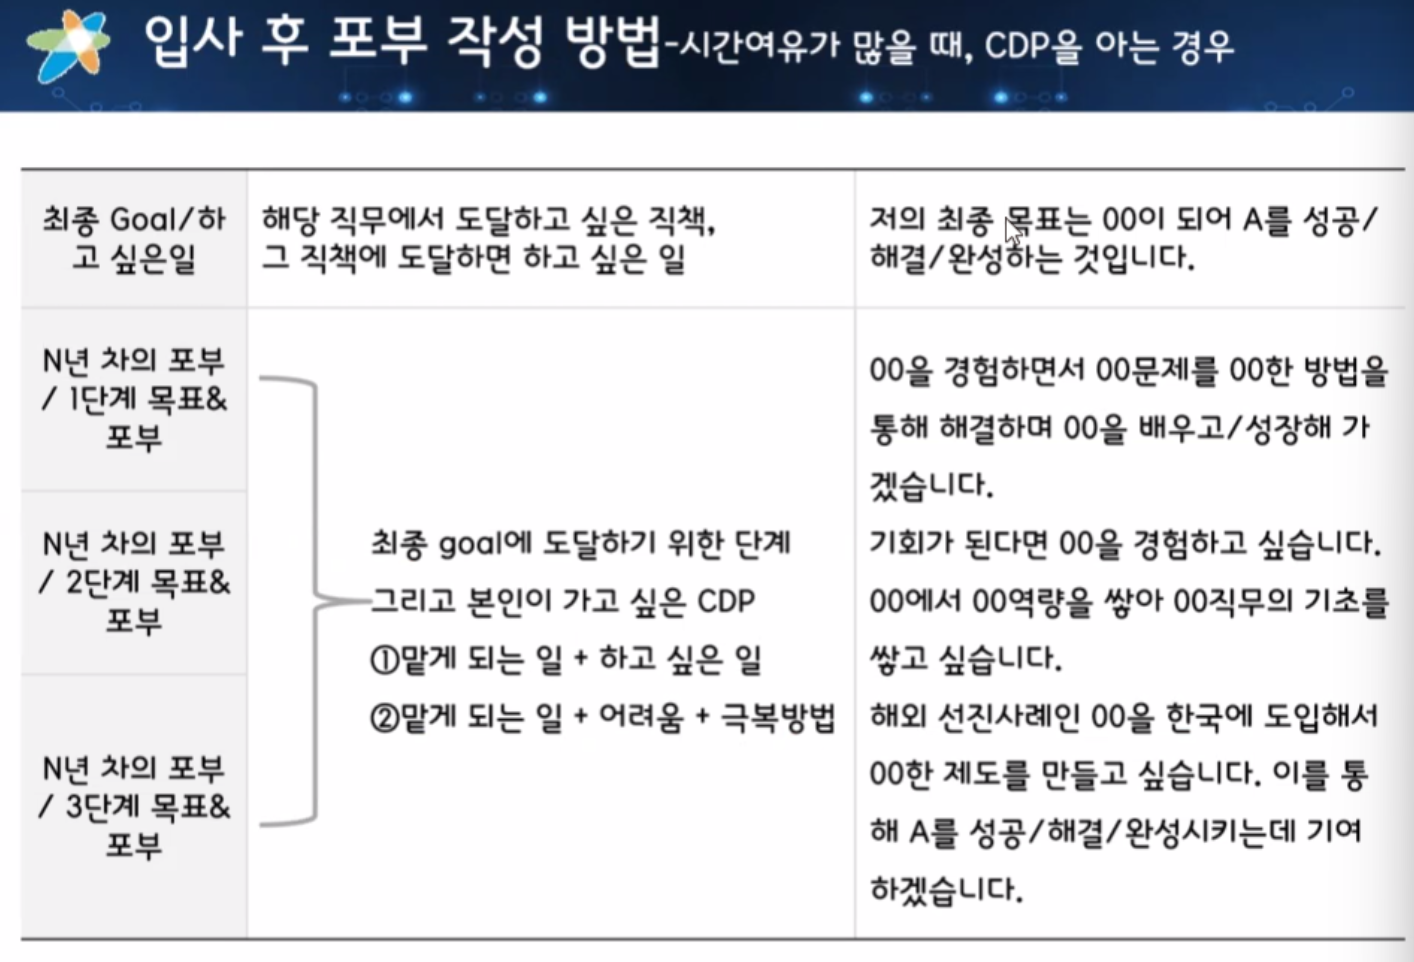 입사 후 포부 작성 방법-시간여유가 많을 때, CDP을 아는 경우
최종 Goal/하
고 싶은일
해당 직무에서 도달하고 싶은 직책,
그 직책에 도달하면 하고 싶은 일
저의 최종 목표는 00이 되어 A를 성공/
해결/완성하는 것입니다.
N년 차의 포부
/ 1단계 목표&
포부
N년 차의 포부
/ 2단계 목표&
포부
N년 차의 포부
/ 3단계 목표&
포부
최종 goal에 도달하기 위한 단계
그리고 본인이 가고 싶은 CDP
①맡게 되는 일 + 하고 싶은 일
②맡게 되는 일 + 어려움 + 극복방법
00을 경험하면서 00문제를 00한 방법을
통해 해결하며 00을 배우고/성장해 가
겠습니다.
기회가 된다면 00을 경험하고 싶습니다.
00에서 00역량을 쌓아 00직무의 기초를
쌓고 싶습니다.
해외 선진사례인 00을 한국에 도입해서
00한 제도를 만들고 싶습니다. 이를 통
해 A를 성공/해결/완성시키는데 기여
하겠습니다.